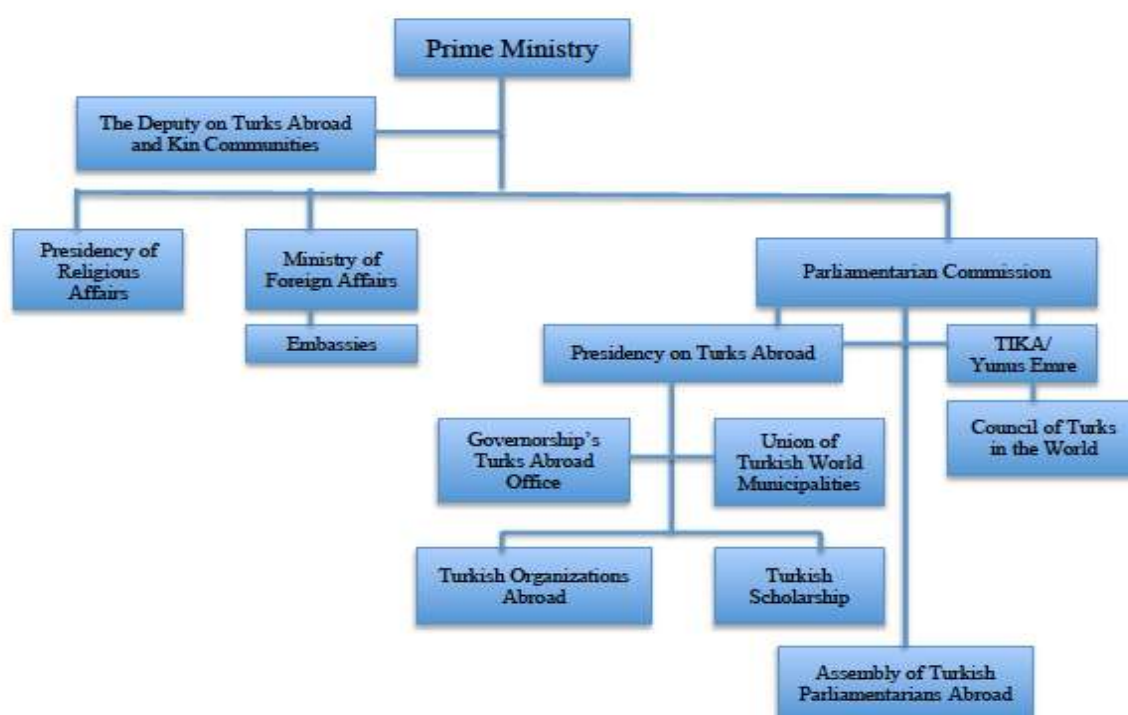 Prime Ministry
The Deputy on Turks Abroad
and Kin Communities
Presidency of
Religious
Affairs
Ministry of
Foreign Affairs
Embassies
Parliamentarian Commission
Presidency on Turks Abroad
TIKA/
Yunus Emre
Council of Turks
in the World
Governorship’s
Turks Abroad
Office
Union of
Turkish World
Municipalities
Turkish Organizations
Abroad
Turkish
Scholarship
Assembly of Turkish
Parliamentarians Abroad